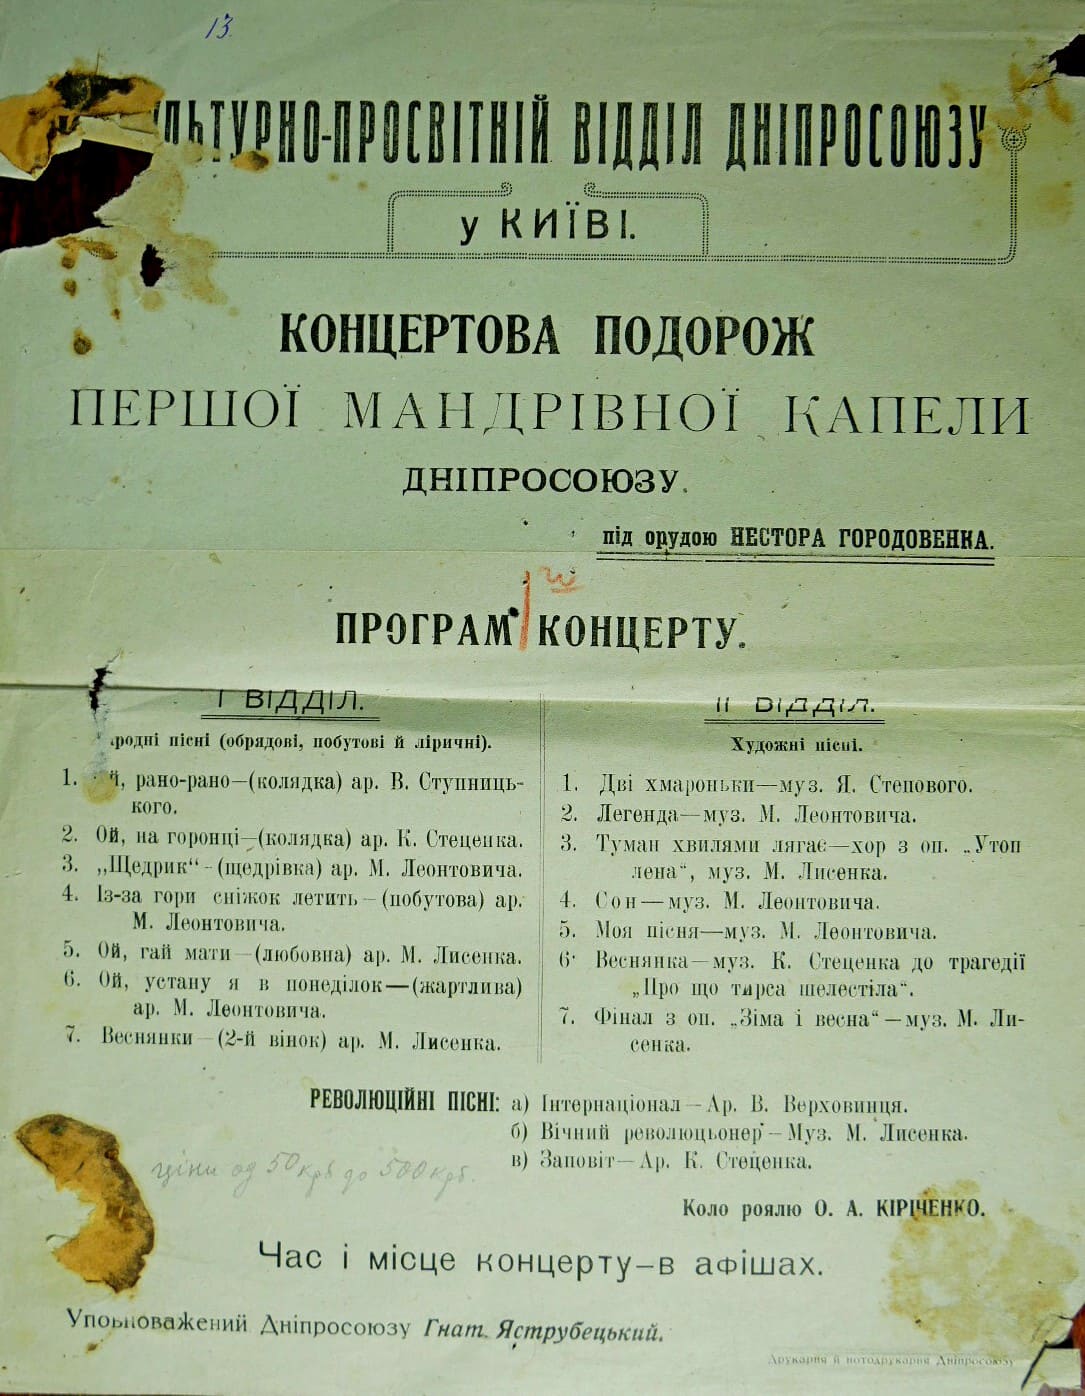 13
УЛЬТУРНО-ПРОСВІТНІЙ ВІДДІЛ ДНІПРОСОЮЗУ
у КИЇВІ.
КОНЦЕРТОВА ПОДОРОЖ
ПЕРШОЇ МАНДРІВНОЇ КАПЕЛИ
ДНІПРОСОЮЗУ.
під орудою НЕСТОРА ГОРОДОВЕНКА.
ПРОГРАМ КОНЦЕРТУ.
І ВІДДІЛ.
родні пісні (обрядові, побутові й ліричні).
1. й, рано-рано—(колядка) ар. В. Ступниць-
кого.
2. Ой, на горонці—(колядка) ар. К. Стеценка.
3. „Щедрик“ - (щедрівка) ар. М. Леонтовича.
4. Із-за гори сніжок летить — (побутова) ар.
М. Леонтовича.
5. Ой, гай мати — (любовна) ар. М. Лисенка.
6. Ой, устану я в понеділок — (жартлива)
ар. М. Леонтовича.
7. Веснянки — (2-й вінок) ар. М. Лисенка.
ІІ ВІДДІЛ.
Художні пісні.
1. Дві хмароньки—муз. Я. Степового.
2. Легенда—муз. М. Леонтовича.
3. Туман хвилями лягає—хор з оп. „Утоп
лена“, муз. М. Лисенка.
4. Сон — муз. М. Леонтовича.
5. Моя пісня—муз. М. Леонтовича.
6. Веснянка — муз. К. Стеценка до трагедії
„Про що тирса шелестіла“.
7. Фінал з оп. „Зіма і весна“ — муз. М. Ли-
сенка.
РЕВОЛЮЦІЙНІ ПІСНІ: а) Інтернаціонал — Ар. В. Верховинця.
б) Вічний революцьонер — Муз. М. Лисенка.
в) Заповіт— Ар. К. Стеценка.
ціни од 50 крб до 500 крб.
Коло роялю О. А. КІРІЧЕНКО.
Час і місце концерту—в афішах.
Уповноважений Дніпросоюзу Гнат. Яструбецький.
Друкарня й нотодрукарня Дніпросоюзу